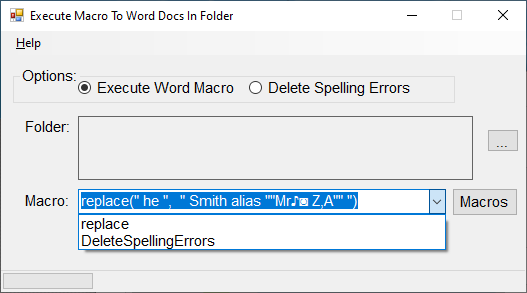 Execute Macro To Word Docs In Folder
Help
Options:
Execute Word Macro Delete Spelling Errors
Folder:
...
Macro: replace(" he ",  " Smith alias ""Mr♪◙ Z,A"" ") Macros
replace
DeleteSpellingErrors